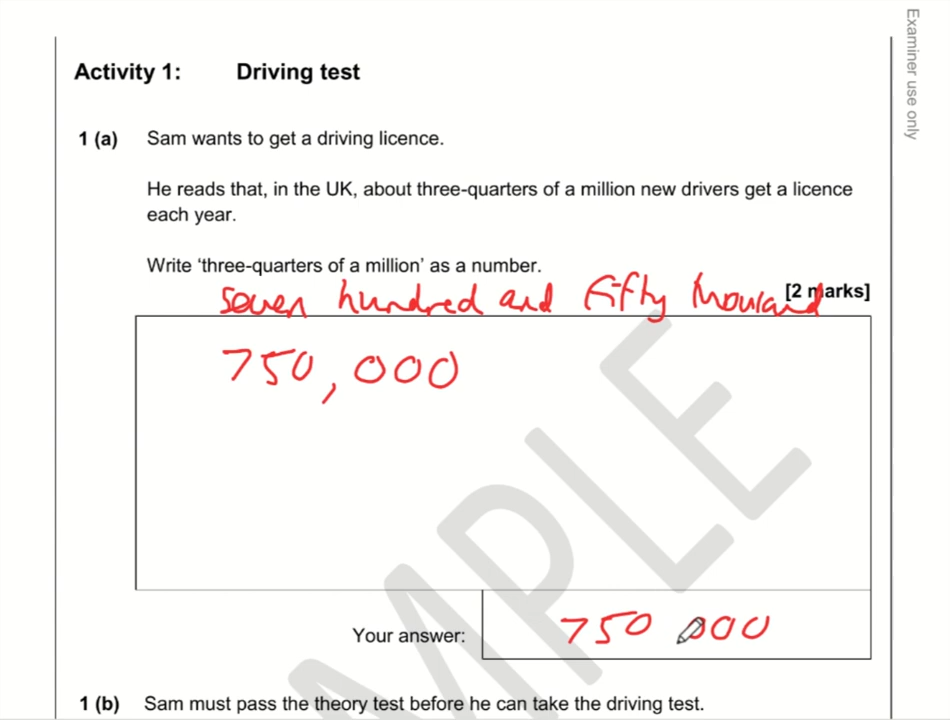 Examiner use only
Activity 1: Driving test
1 (a) Sam wants to get a driving licence.
He reads that, in the UK, about three-quarters of a million new drivers get a licence
each year.
Write ‘three-quarters of a million’ as a number.
[2 marks]
seven hundred and fifty thousand
750,000
Your answer: 750 000
1 (b) Sam must pass the theory test before he can take the driving test.
MPLE